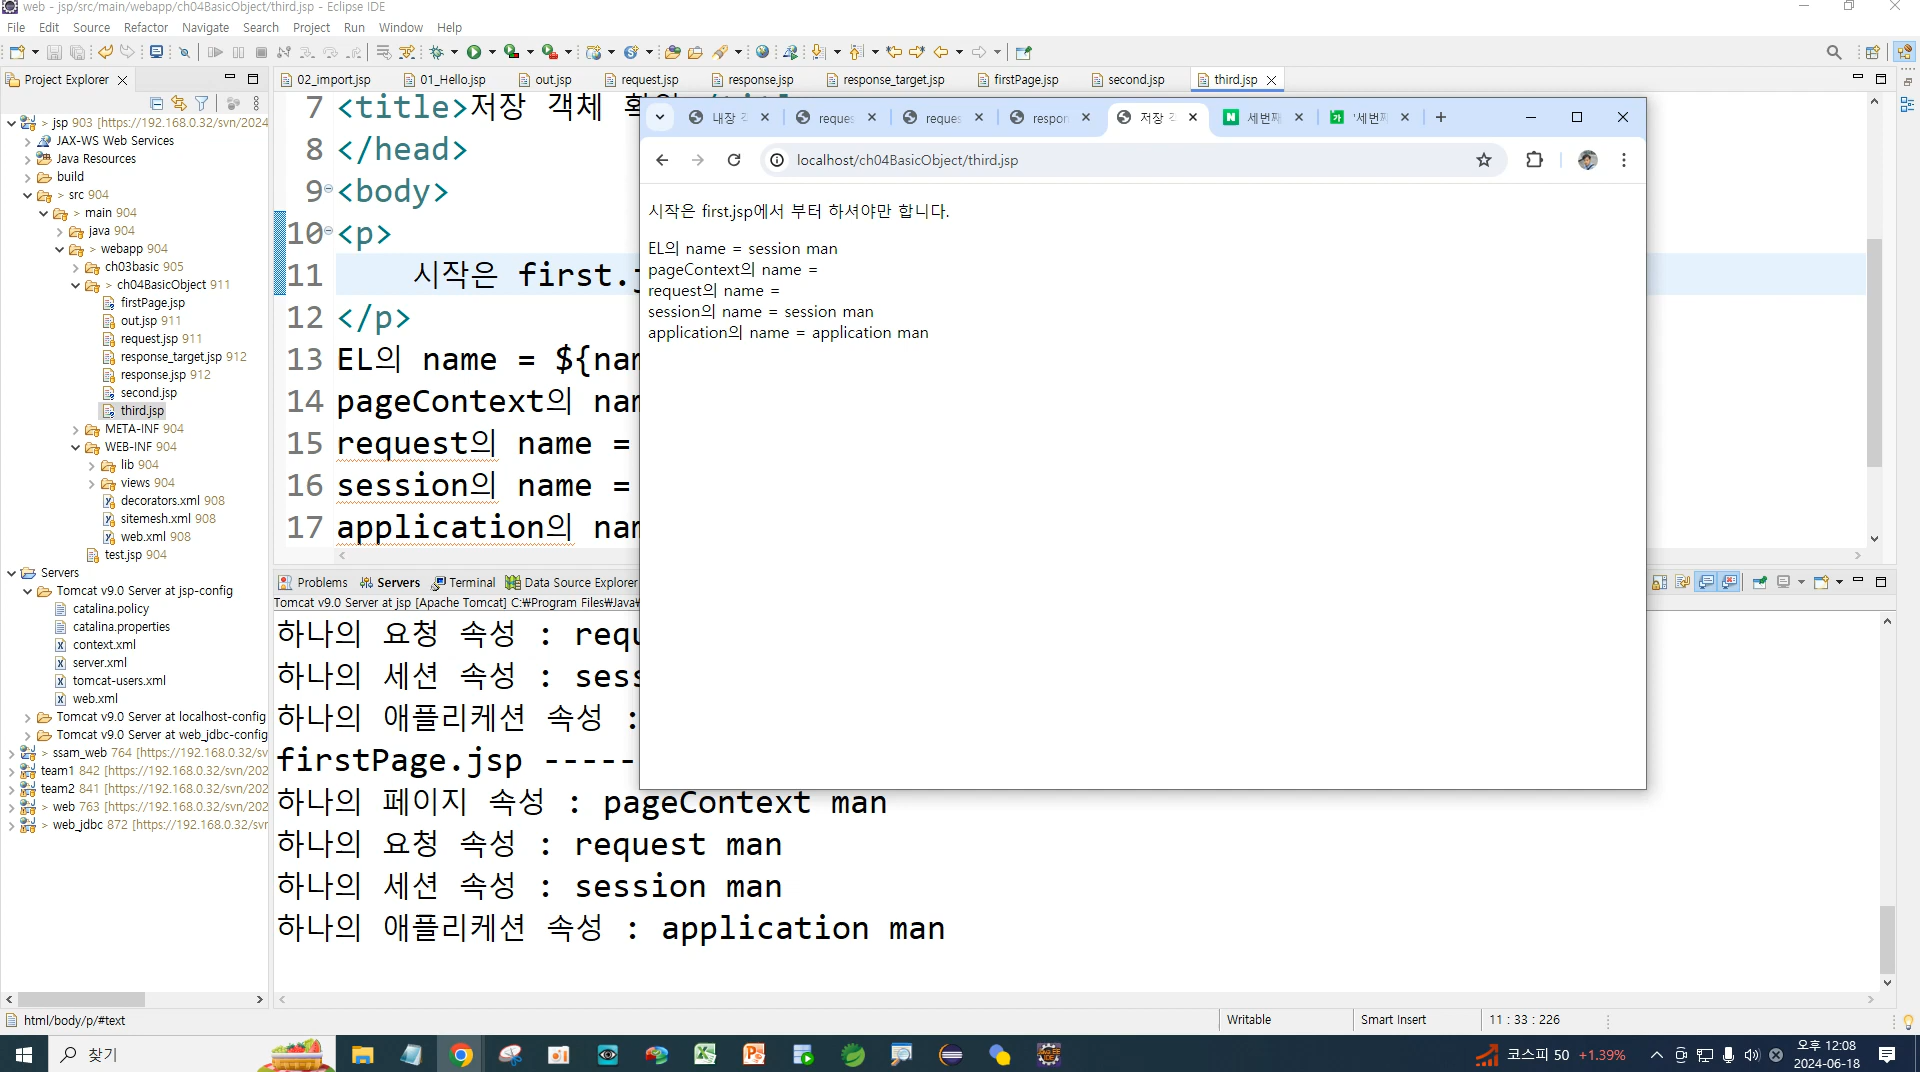 web - jsp/src/main/webapp/ch04BasicObject/third.jsp - Eclipse IDE
File Edit Source Refactor Navigate Search Project Run Window Help
Project Explorer
02_import.jsp 01_Hello.jsp out.jsp request.jsp response.jsp response_target.jsp firstPage.jsp second.jsp third.jsp
jsp 903 [https://192.168.0.32/svn/2024
JAX-WS Web Services
Java Resources
build
src 904
main 904
java 904
webapp 904
ch03basic 905
ch04BasicObject 911
firstPage.jsp
out.jsp 911
request.jsp 911
response_target.jsp 912
response.jsp 912
second.jsp
third.jsp
META-INF 904
WEB-INF 904
lib 904
views 904
decorators.xml 908
sitemesh.xml 908
web.xml 908
test.jsp 904
Servers
Tomcat v9.0 Server at jsp-config
catalina.policy
catalina.properties
context.xml
server.xml
tomcat-users.xml
web.xml
Tomcat v9.0 Server at localhost-config
Tomcat v9.0 Server at web_jdbc-config
ssam_web 764 [https://192.168.0.32/sv
team1 842 [https://192.168.0.32/svn/202
team2 841 [https://192.168.0.32/svn/202
web 763 [https://192.168.0.32/svn/202
web_jdbc 872 [https://192.168.0.32/svr
7 <title>저장 객체
8 </head>
9 <body>
10 <p>
11 시작은 first.j
12 </p>
13 EL의 name = ${nam
14 pageContext의 nam
15 request의 name =
16 session의 name =
17 application의 nam
내장 reques reques respon 저장 세번째 '세번째
localhost/ch04BasicObject/third.jsp
시작은 first.jsp에서 부터 하셔야만 합니다.
EL의 name = session man
pageContext의 name =
request의 name =
session의 name = session man
application의 name = application man
Problems Servers Terminal Data Source Explorer
Tomcat v9.0 Server at jsp [Apache Tomcat] C:₩Program Files₩Java₩
하나의 요청 속성 : requ
하나의 세션 속성 : sess
하나의 애플리케션 속성 :
firstPage.jsp -----
하나의 페이지 속성 : pageContext man
하나의 요청 속성 : request man
하나의 세션 속성 : session man
하나의 애플리케션 속성 : application man
html/body/p/#text Writable Smart Insert 11 : 33 : 226
찾기 코스피 50 +1.39% 오후 12:08
2024-06-18